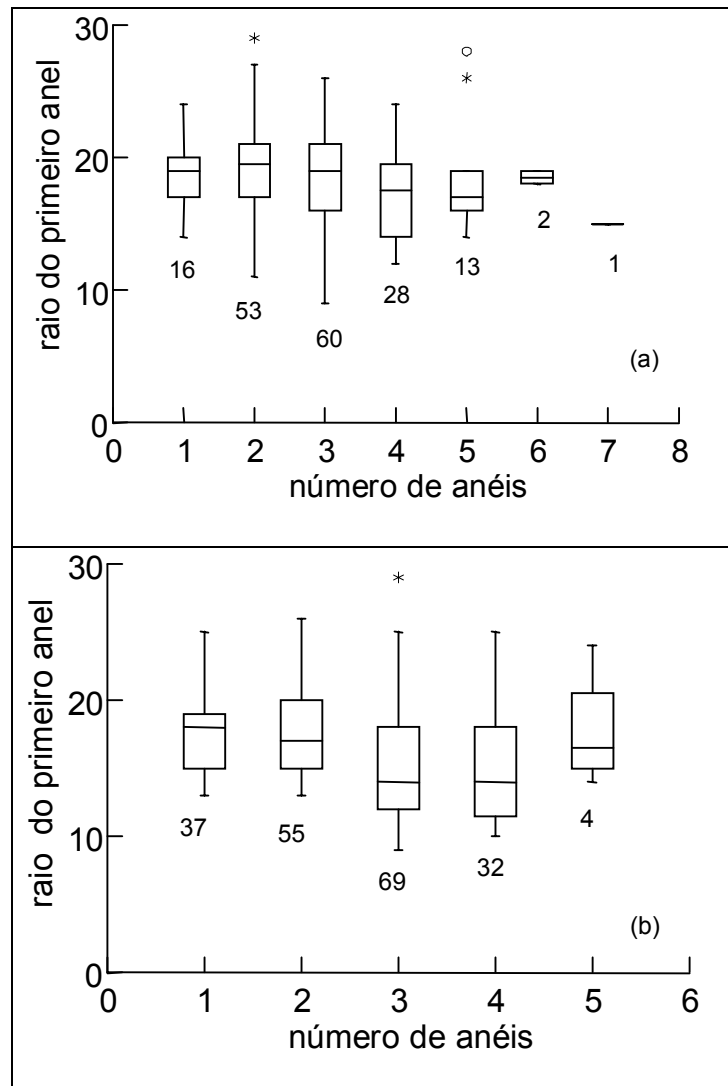 30
20
10
0
raio do primeiro anel
16
53
60
28
13
2
1
(a)
0 1 2 3 4 5 6 7 8
número de anéis
30
20
10
0
raio do primeiro anel
37
55
69
32
4
(b)
0 1 2 3 4 5 6
número de anéis